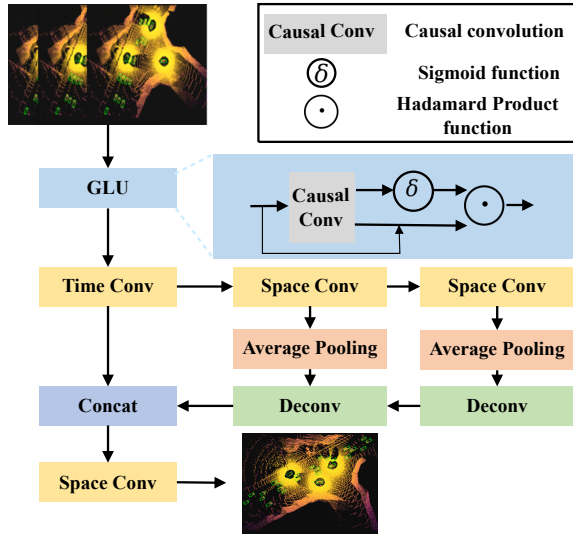 Causal Conv Causal convolution
δ Sigmoid function
Hadamard Product
function
GLU
Causal
Conv
δ
Time Conv
Space Conv
Space Conv
Average Pooling
Average Pooling
Concat
Deconv
Deconv
Space Conv